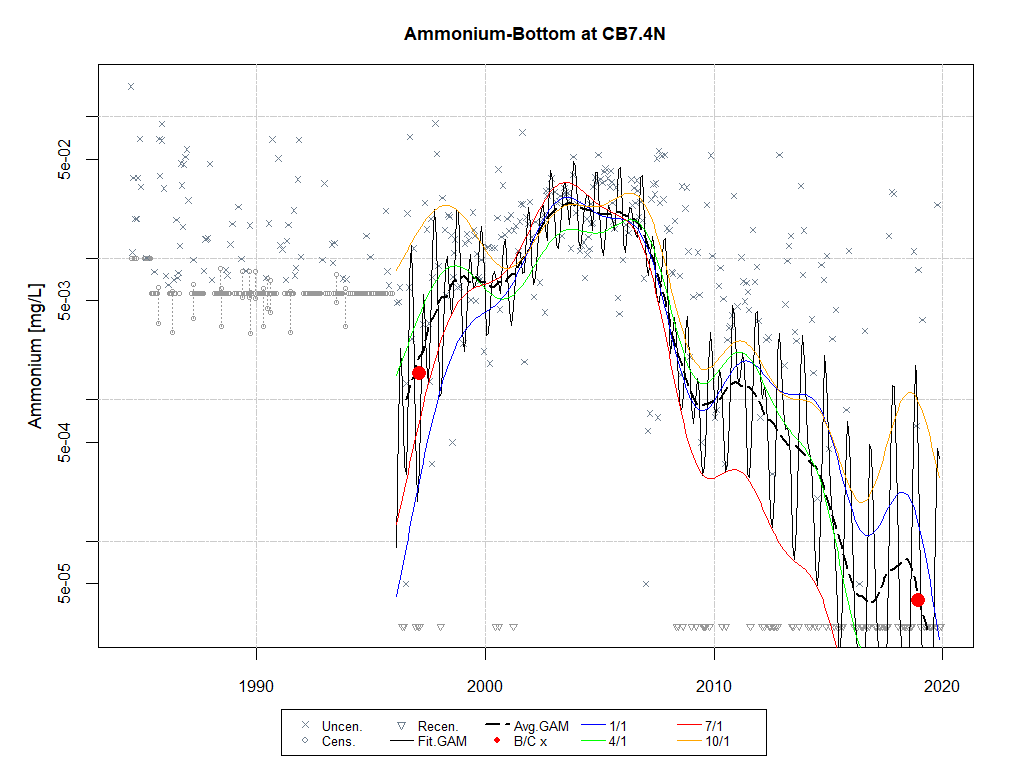 Ammonium-Bottom at CB7.4N
Ammonium [mg/L]
5e-02
5e-03
5e-04
5e-05
1990 2000 2010 2020
Uncen. Recen. Avg.GAM 1/1 7/1
Cens. Fit.GAM B/C x 4/1 10/1